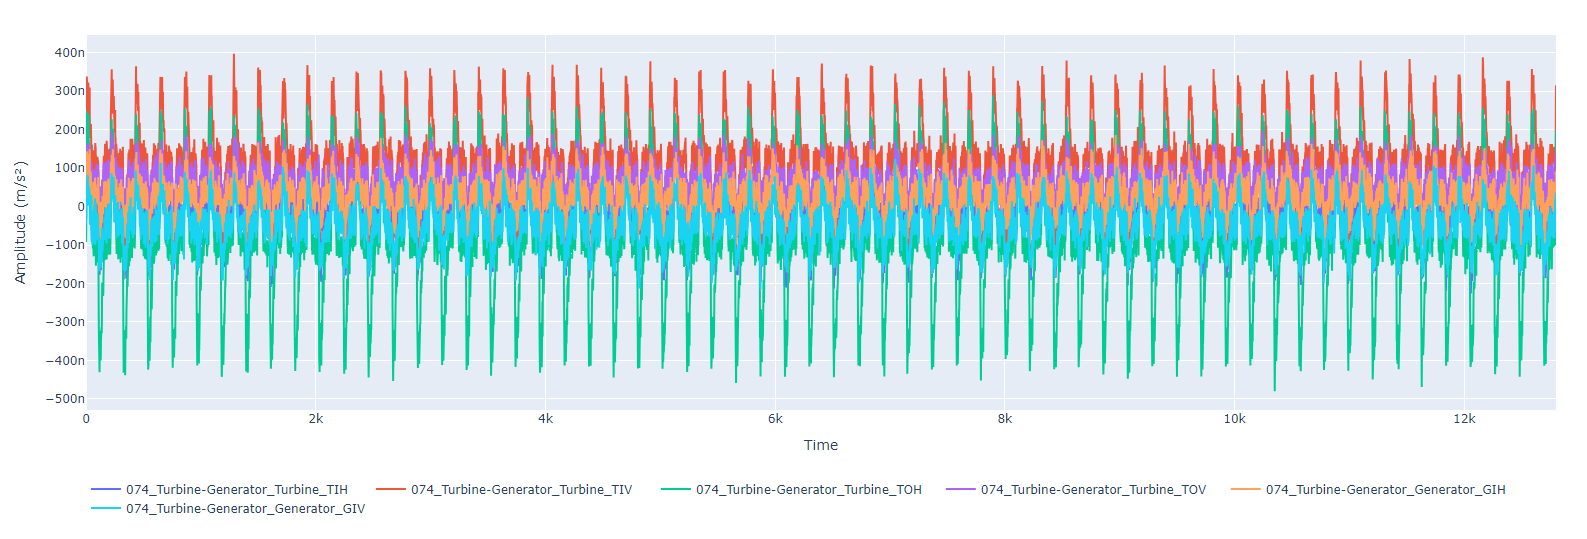 400n
300n
200n
100n
0
−100n
−200n
−300n
−400n
−500n
Amplitude (m/s²)
0 2k 4k 6k 8k 10k 12k
Time
074_Turbine-Generator_Turbine_TIH 074_Turbine-Generator_Turbine_TIV 074_Turbine-Generator_Turbine_TOH 074_Turbine-Generator_Turbine_TOV 074_Turbine-Generator_Generator_GIH
074_Turbine-Generator_Generator_GIV